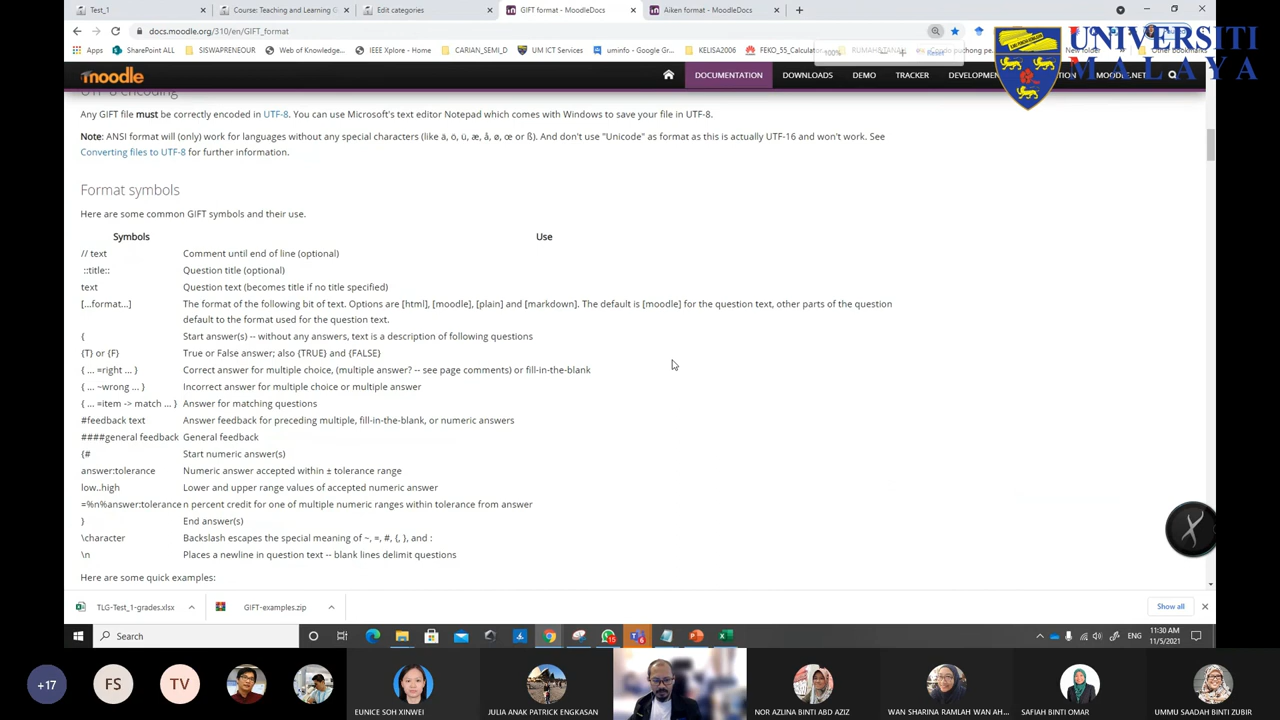 Test_1
Course: Teaching and Learning G
Edit categories
GIFT format - MoodleDocs
Aiken format - MoodleDocs
docs.moodle.org/310/en/GIFT_format
Apps
SharePoint ALL
SISWAPRENEUR
Web of Knowledge...
IEEE Xplore - Home
CARIAN_SEMI_D
UM ICT Services
uminfo - Google Gr...
KELISA2006
FEKO_55_Calculator
100%
Reset
New folder
Other bookmarks
UNIVERSITI
MALAYA
moodle
DOCUMENTATION
DOWNLOADS
DEMO
TRACKER
MOODLE.NET
UTF-8 encoding
Any GIFT file must be correctly encoded in UTF-8. You can use Microsoft's text editor Notepad which comes with Windows to save your file in UTF-8.
Note: ANSI format will (only) work for languages without any special characters (like ä, ö, ü, æ, å, ø, œ or ß). And don't use "Unicode" as format as this is actually UTF-16 and won't work. See
Converting files to UTF-8 for further information.
Format symbols
Here are some common GIFT symbols and their use.
Symbols Use
// text Comment until end of line (optional)
::title:: Question title (optional)
text Question text (becomes title if no title specified)
[...format...] The format of the following bit of text. Options are [html], [moodle], [plain] and [markdown]. The default is [moodle] for the question text, other parts of the question
default to the format used for the question text.
{ Start answer(s) -- without any answers, text is a description of following questions
{T} or {F} True or False answer; also {TRUE} and {FALSE}
{ ... =right ... } Correct answer for multiple choice, (multiple answer? -- see page comments) or fill-in-the-blank
{ ... ~wrong ... } Incorrect answer for multiple choice or multiple answer
{ ... =item -> match ... } Answer for matching questions
#feedback text Answer feedback for preceding multiple, fill-in-the-blank, or numeric answers
####general feedback General feedback
{# Start numeric answer(s)
answer:tolerance Numeric answer accepted within ± tolerance range
low..high Lower and upper range values of accepted numeric answer
=%n%answer:tolerance n percent credit for one of multiple numeric ranges within tolerance from answer
} End answer(s)
\character Backslash escapes the special meaning of ~, =, #, {, }, and :
\n Places a newline in question text -- blank lines delimit questions
Here are some quick examples:
TLG-Test_1-grades.xlsx
GIFT-examples.zip
Show all
Search
ENG
11:30 AM
11/5/2021
+17
FS
TV
EUNICE SOH XINWEI
JULIA ANAK PATRICK ENGKASAN
NOR AZLINA BINTI ABD AZIZ
WAN SHARINA RAMLAH WAN AH...
SAFIAH BINTI OMAR
UMMU SAADAH BINTI ZUBIR